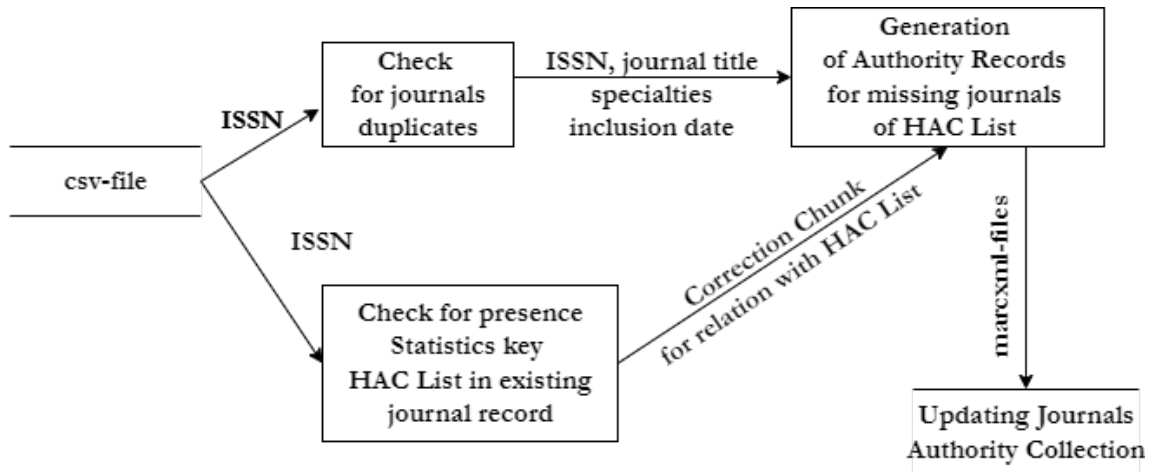 csv-file
ISSN
ISSN
Check
for journals
duplicates
ISSN, journal title
specialties
inclusion date
Generation
of Authority Records
for missing journals
of HAC List
Check for presence
Statistics key
HAC List in existing
journal record
Correction Chunk
for relation with HAC List
marcxml-files
Updating Journals
Authority Collection